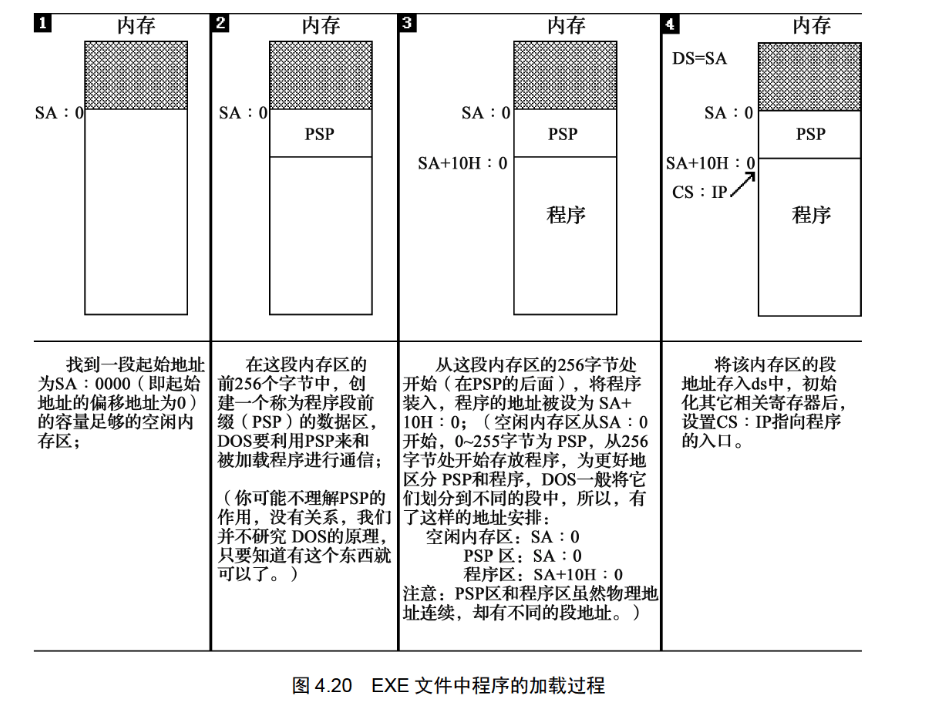 1
内存
SA：0
找到一段起始地址
为SA：0000（即起始
地址的偏移地址为0）
的容量足够的空闲内
存区；
2
内存
SA：0
PSP
在这段内存区的
前256个字节中，创
建一个称为程序段前
缀（PSP）的数据区，
DOS要利用PSP来和
被加载程序进行通信；
（你可能不理解PSP的
作用，没有关系，我们
并不研究 DOS的原理，
只要知道有这个东西就
可以了。）
3
内存
SA：0
PSP
SA+10H：0
程序
从这段内存区的256字节处
开始（在PSP的后面），将程序
装入，程序的地址被设为 SA+
10H：0；（空闲内存区从SA：0
开始，0~255字节为 PSP，从256
字节处开始存放程序，为更好地
区分 PSP和程序，DOS一般将它
们划分到不同的段中，所以，有
了这样的地址安排：
空闲内存区：SA：0
PSP 区：SA：0
程序区：SA+10H：0
注意：PSP区和程序区虽然物理地
址连续，却有不同的段地址。）
4
内存
DS=SA
SA：0
PSP
SA+10H：0
CS：IP
程序
将该内存区的段
地址存入ds中，初始
化其它相关寄存器后，
设置CS：IP指向程序
的入口。
图 4.20 EXE 文件中程序的加载过程